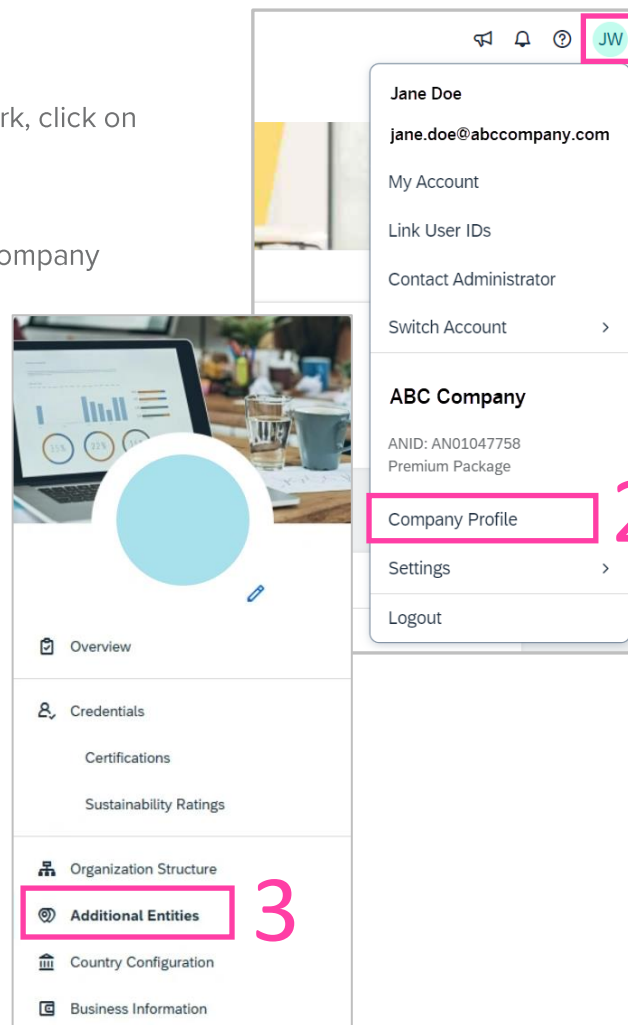 JW
rk, click on
ompany
Jane Doe
jane.doe@abccompany.com
My Account
Link User IDs
Contact Administrator
Switch Account
ABC Company
ANID: AN01047758
Premium Package
Company Profile
2
Settings
Logout
Overview
Credentials
Certifications
Sustainability Ratings
Organization Structure
Additional Entities
3
Country Configuration
Business Information